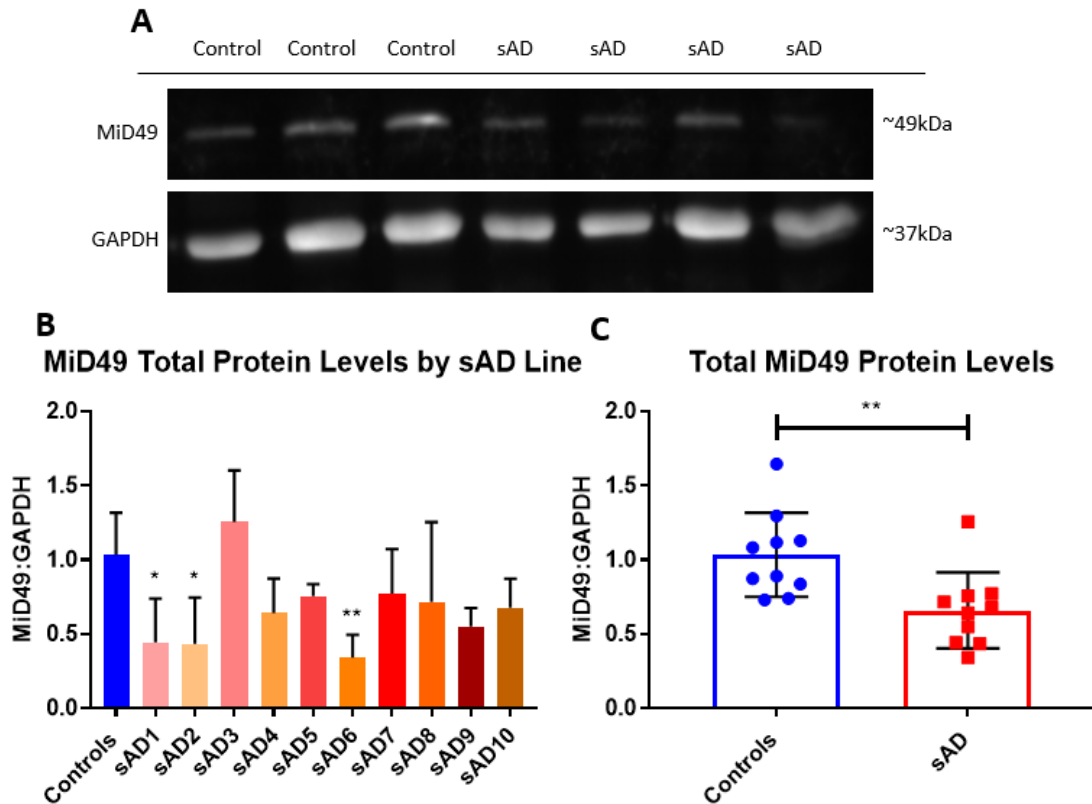 A
Control Control Control sAD sAD sAD sAD
MiD49 ~49kDa
GAPDH ~37kDa
B
MiD49 Total Protein Levels by sAD Line
MiD49:GAPDH
2.0
1.5
1.0
0.5
0.0
* * **
Controls sAD1 sAD2 sAD3 sAD4 sAD5 sAD6 sAD7 sAD8 sAD9 sAD10
C
Total MiD49 Protein Levels
MiD49:GAPDH
2.0
1.5
1.0
0.5
0.0
**
Controls sAD